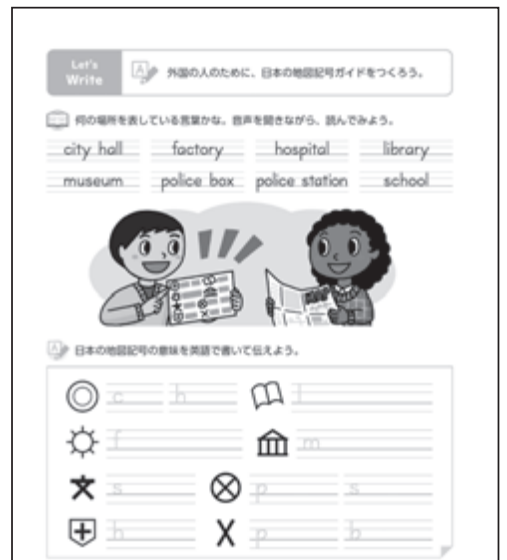 Let's
Write
外国の人のために、日本の地図記号ガイドをつくろう。
何の場所を表している言葉かな。音声を聞きながら、読んでみよう。
city hall factory hospital library
museum police box police station school
日本の地図記号の意味を英語で書いて伝えよう。
c h l
f m
s p s
h p b